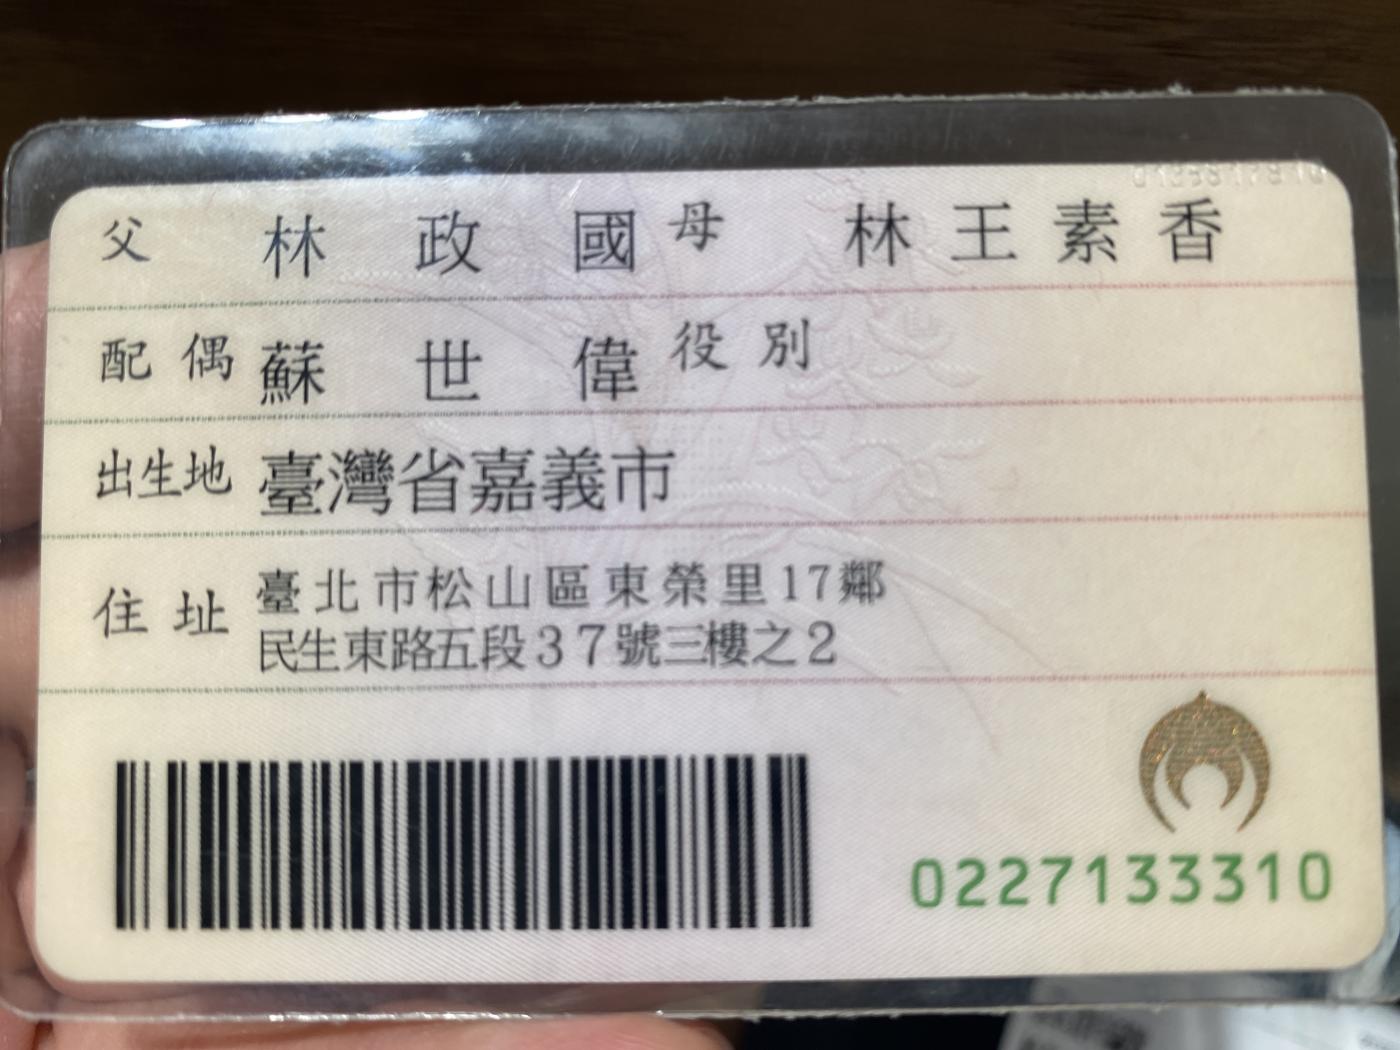 父 林政國 母 林王素香
配偶 蘇世偉 役別
出生地 臺灣省嘉義市
住址 臺北市松山區東榮里17鄰
民生東路五段37號三樓之2
0227133310